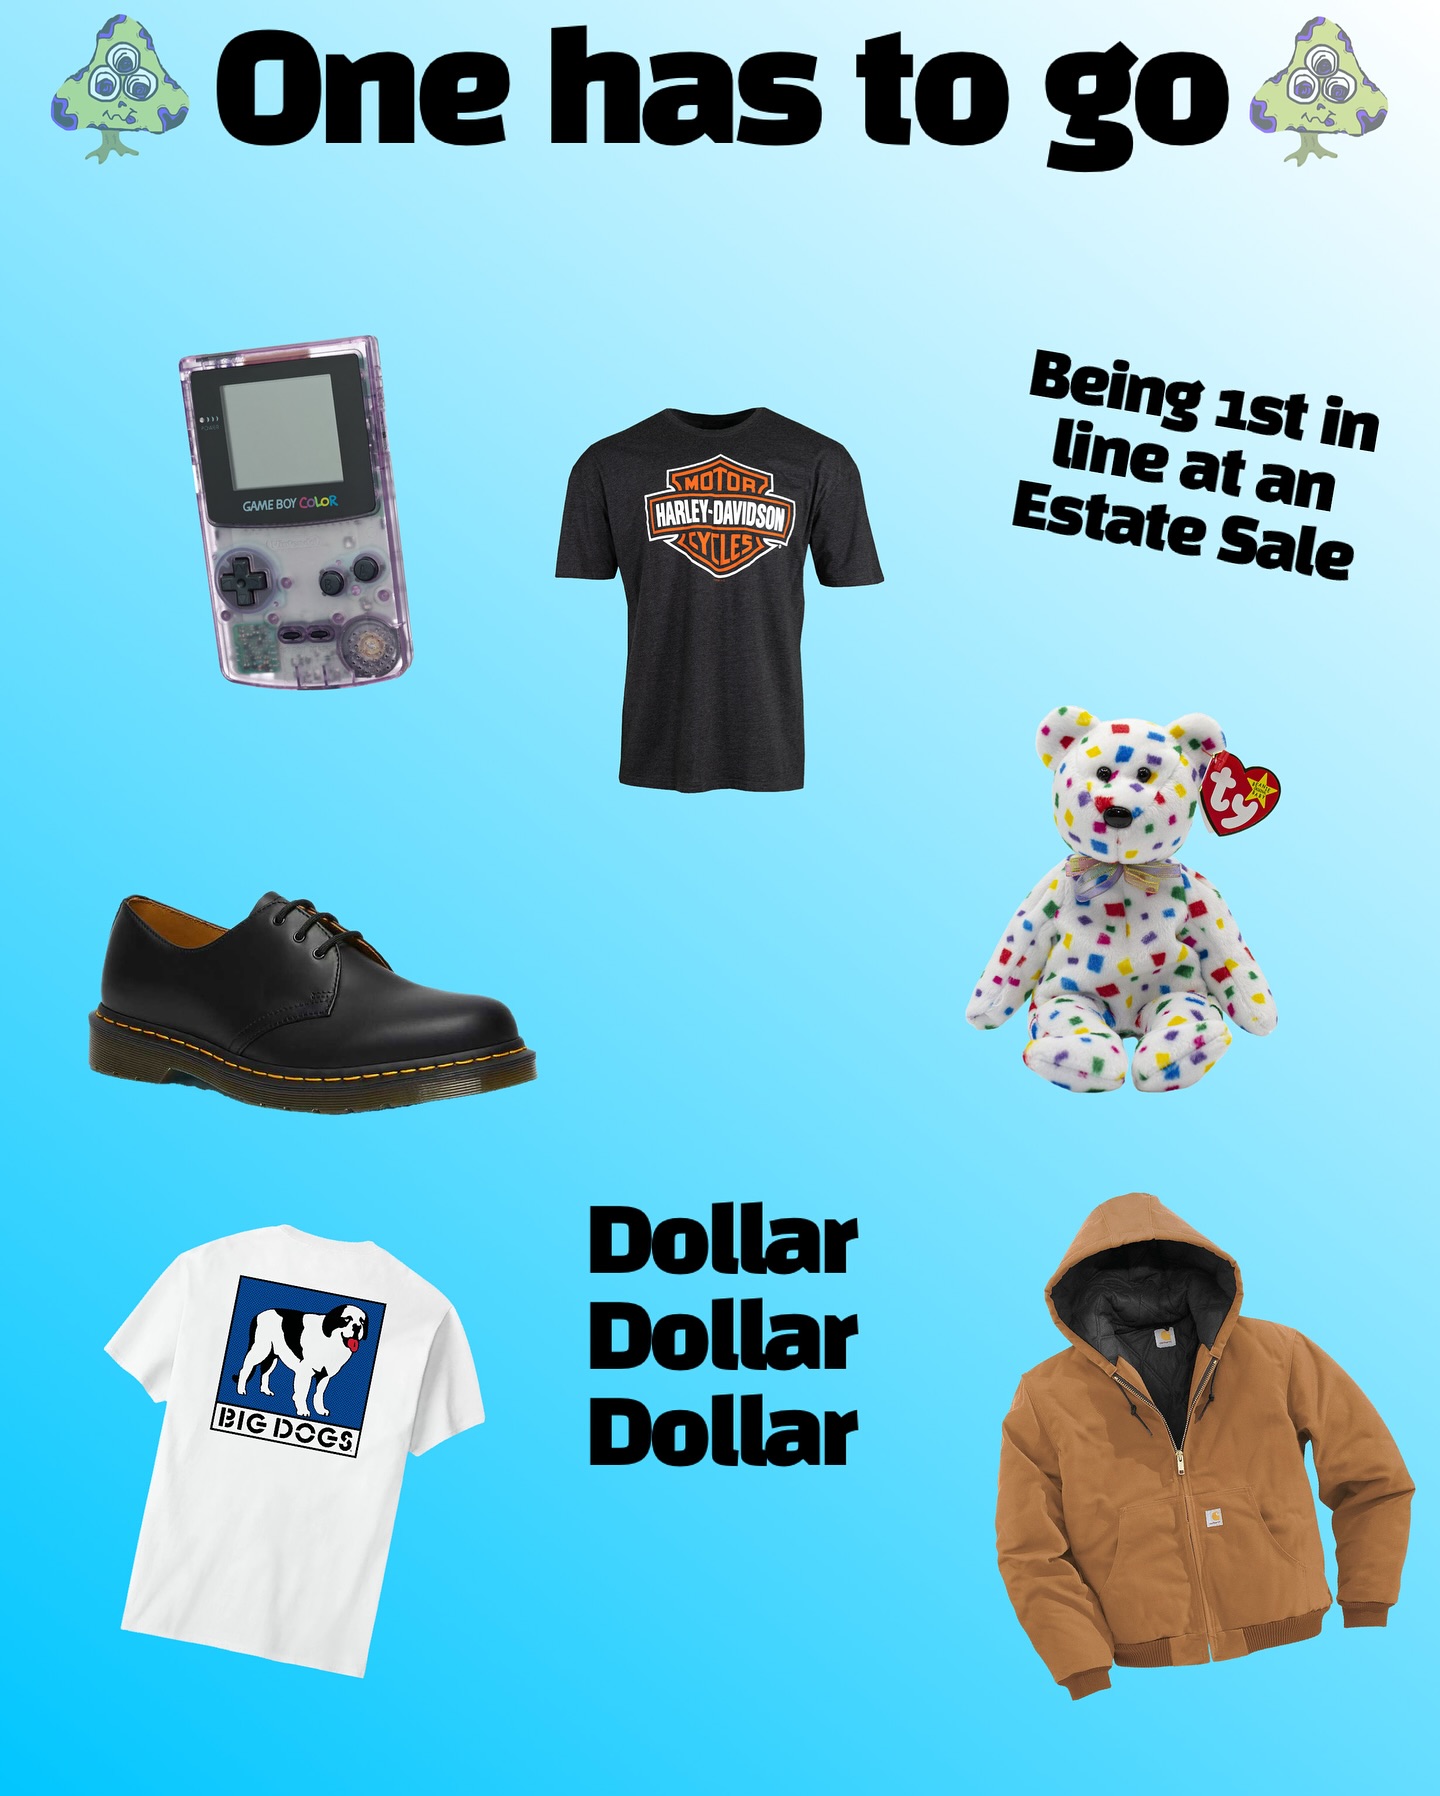 One has to go
GAME BOY COLOR
MOTOR
HARLEY-DAVIDSON
CYCLES
Being 1st in
line at an
Estate Sale
ty
BIG DOGS
Dollar
Dollar
Dollar